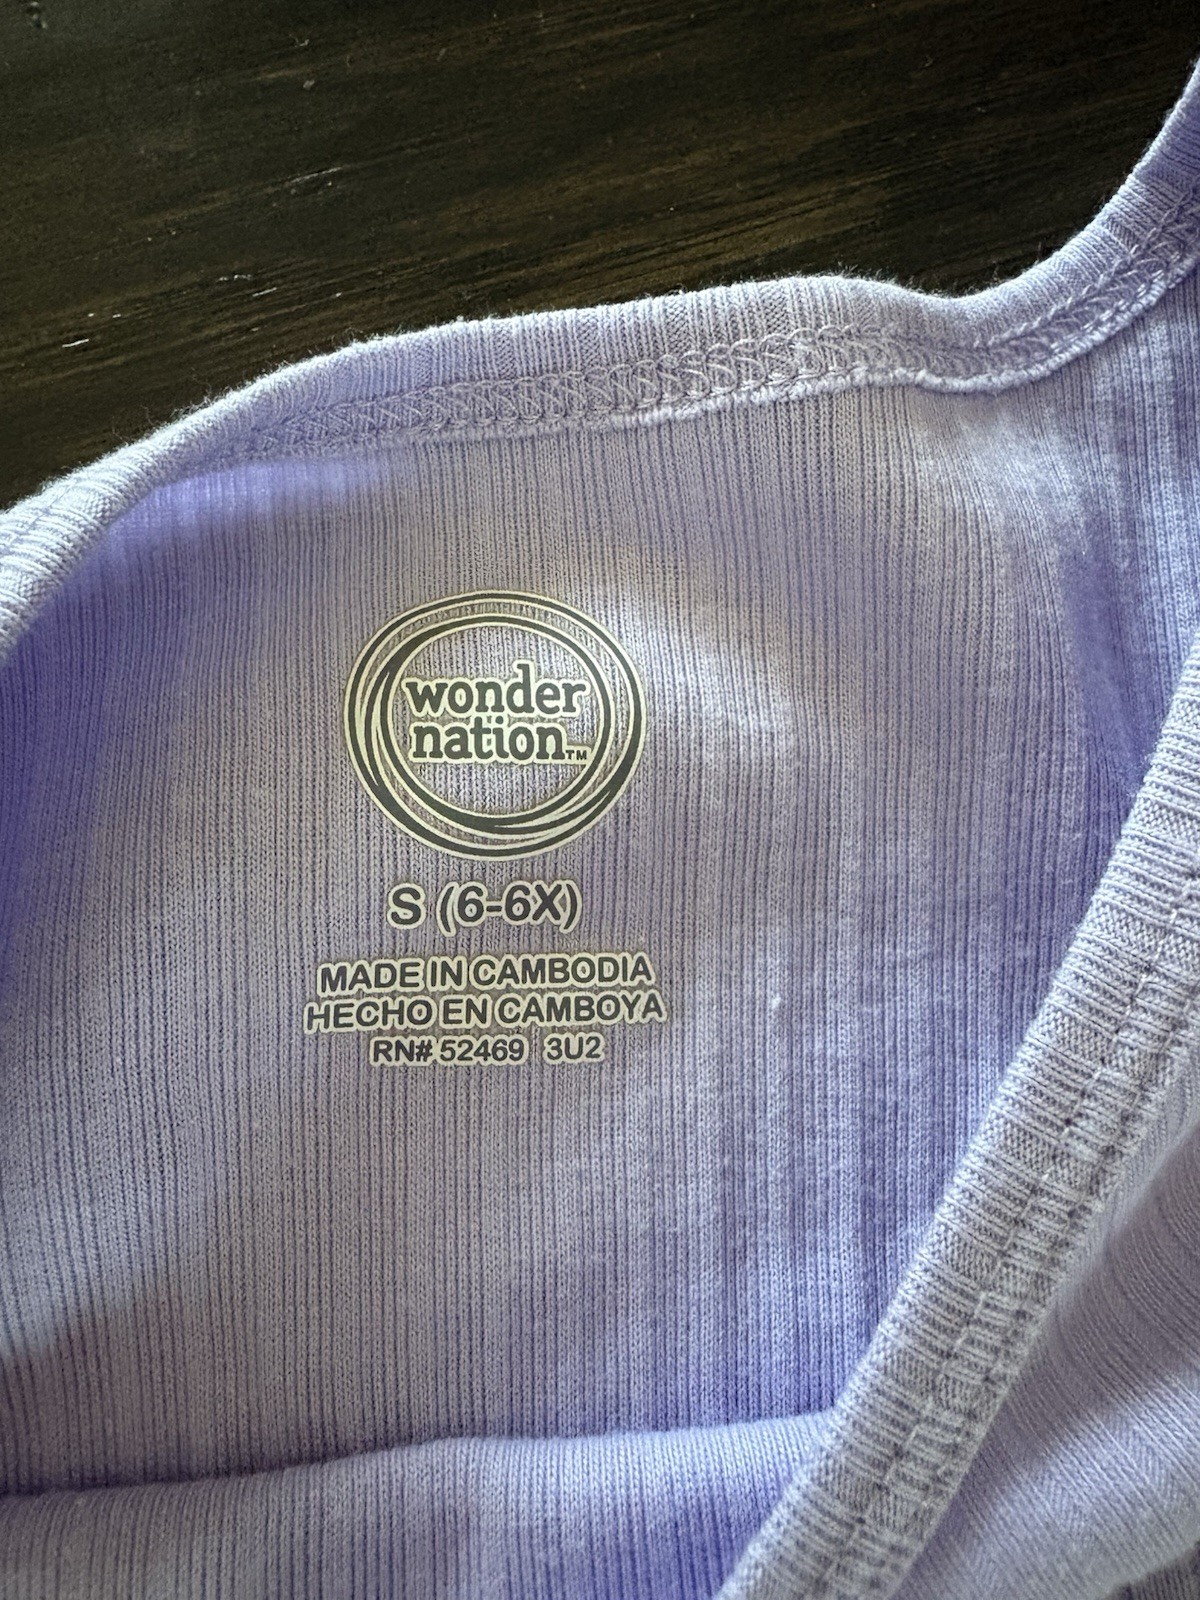 wonder
nation™
S (6-6X)
MADE IN CAMBODIA
HECHO EN CAMBOYA
RN# 52469 3U2